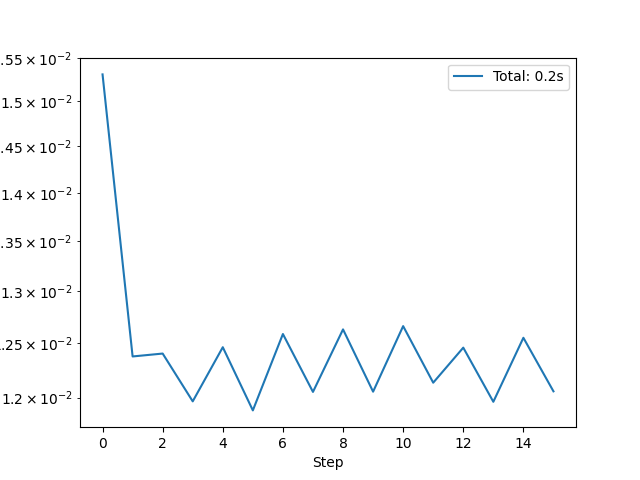 .55 × 10⁻²
1.5 × 10⁻²
.45 × 10⁻²
1.4 × 10⁻²
.35 × 10⁻²
1.3 × 10⁻²
.25 × 10⁻²
1.2 × 10⁻²
Total: 0.2s
0 2 4 6 8 10 12 14
Step